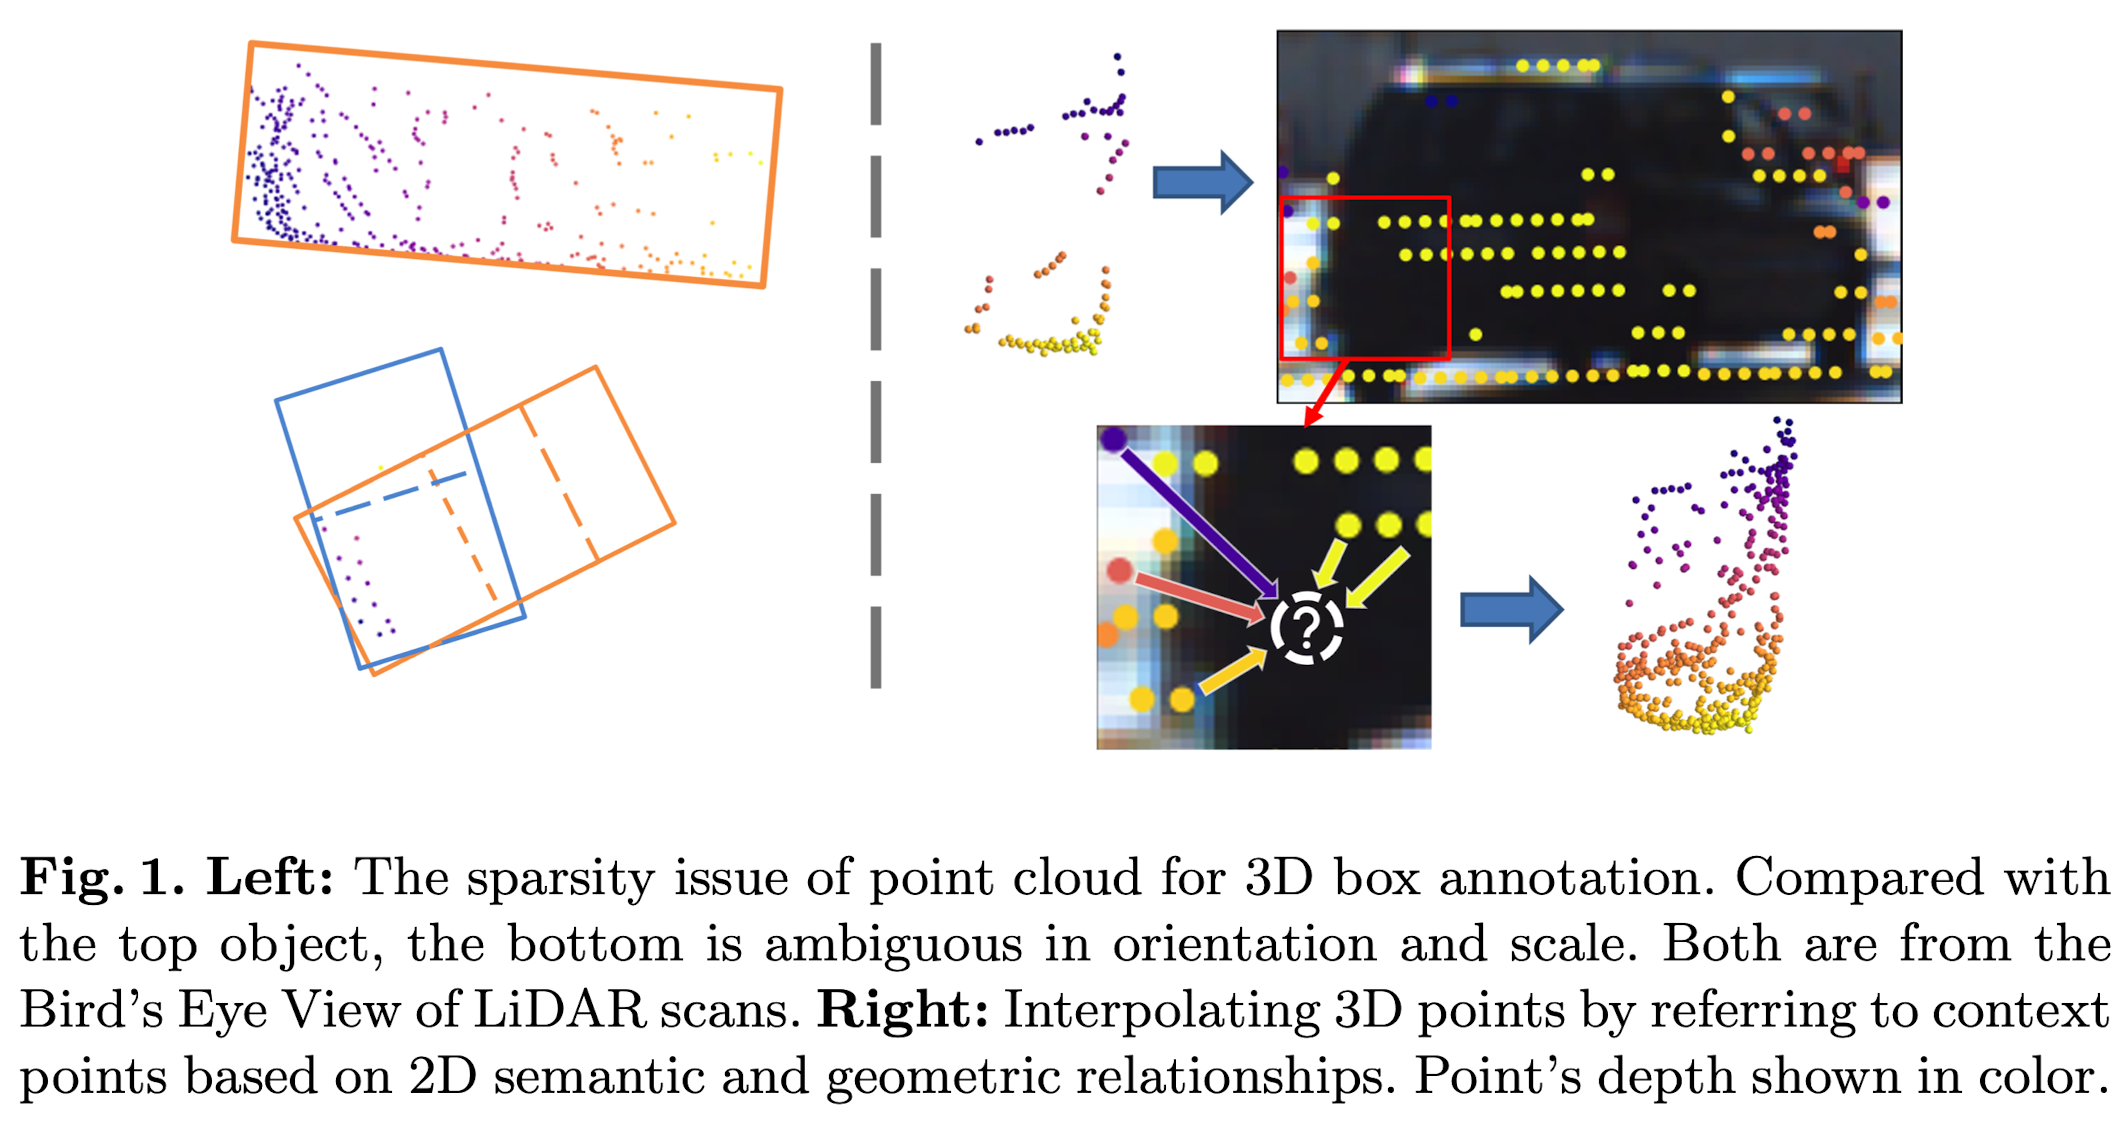 ?
Fig. 1. Left: The sparsity issue of point cloud for 3D box annotation. Compared with
the top object, the bottom is ambiguous in orientation and scale. Both are from the
Bird’s Eye View of LiDAR scans. Right: Interpolating 3D points by referring to context
points based on 2D semantic and geometric relationships. Point’s depth shown in color.